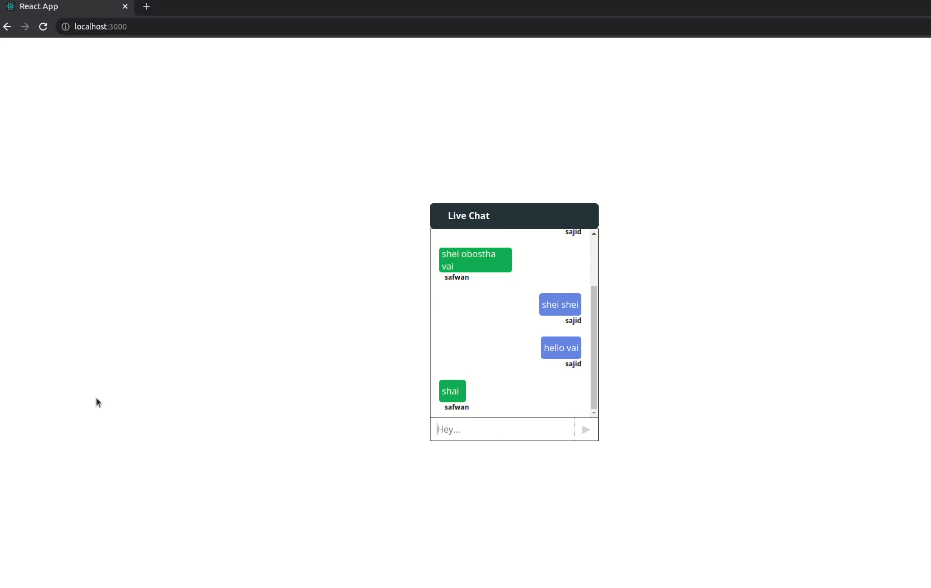 React App
localhost:3000
Live Chat
sajid
shei obostha
vai
safwan
shei shei
sajid
hello vai
sajid
shai
safwan
Hey...